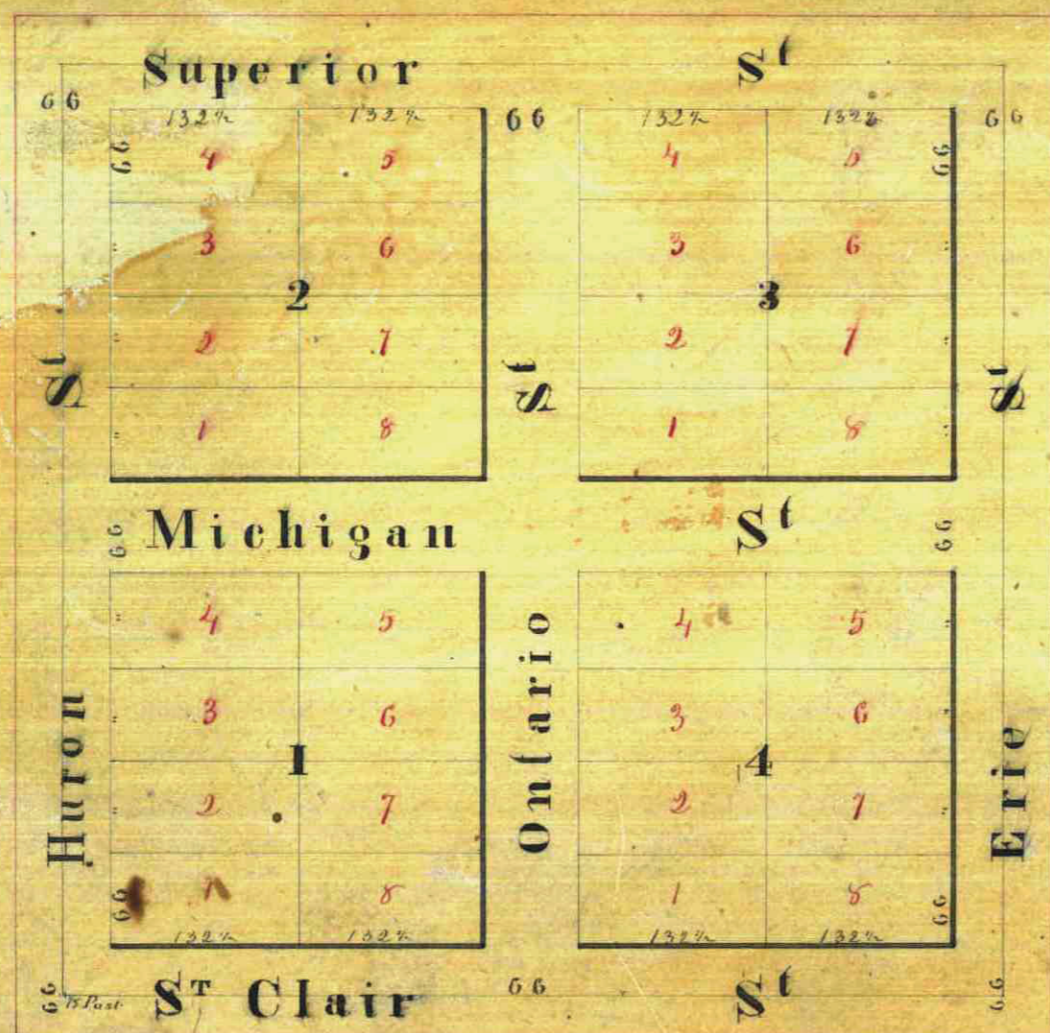 Superior St
66 132½ 132½ 66 132½ 132½ 66
66 4 5 4 5 66
3 6 3 6
2 3
2 7 2 7
St St St
1 8 1 8
66 Michigan St 66
4 5 4 5
3 6 3 6
1 4
Huron Ontario Erie
2 7 2 7
66 1 8 1 8 66
132½ 132½ 132½ 132½
66 Post St Clair 66 St 66